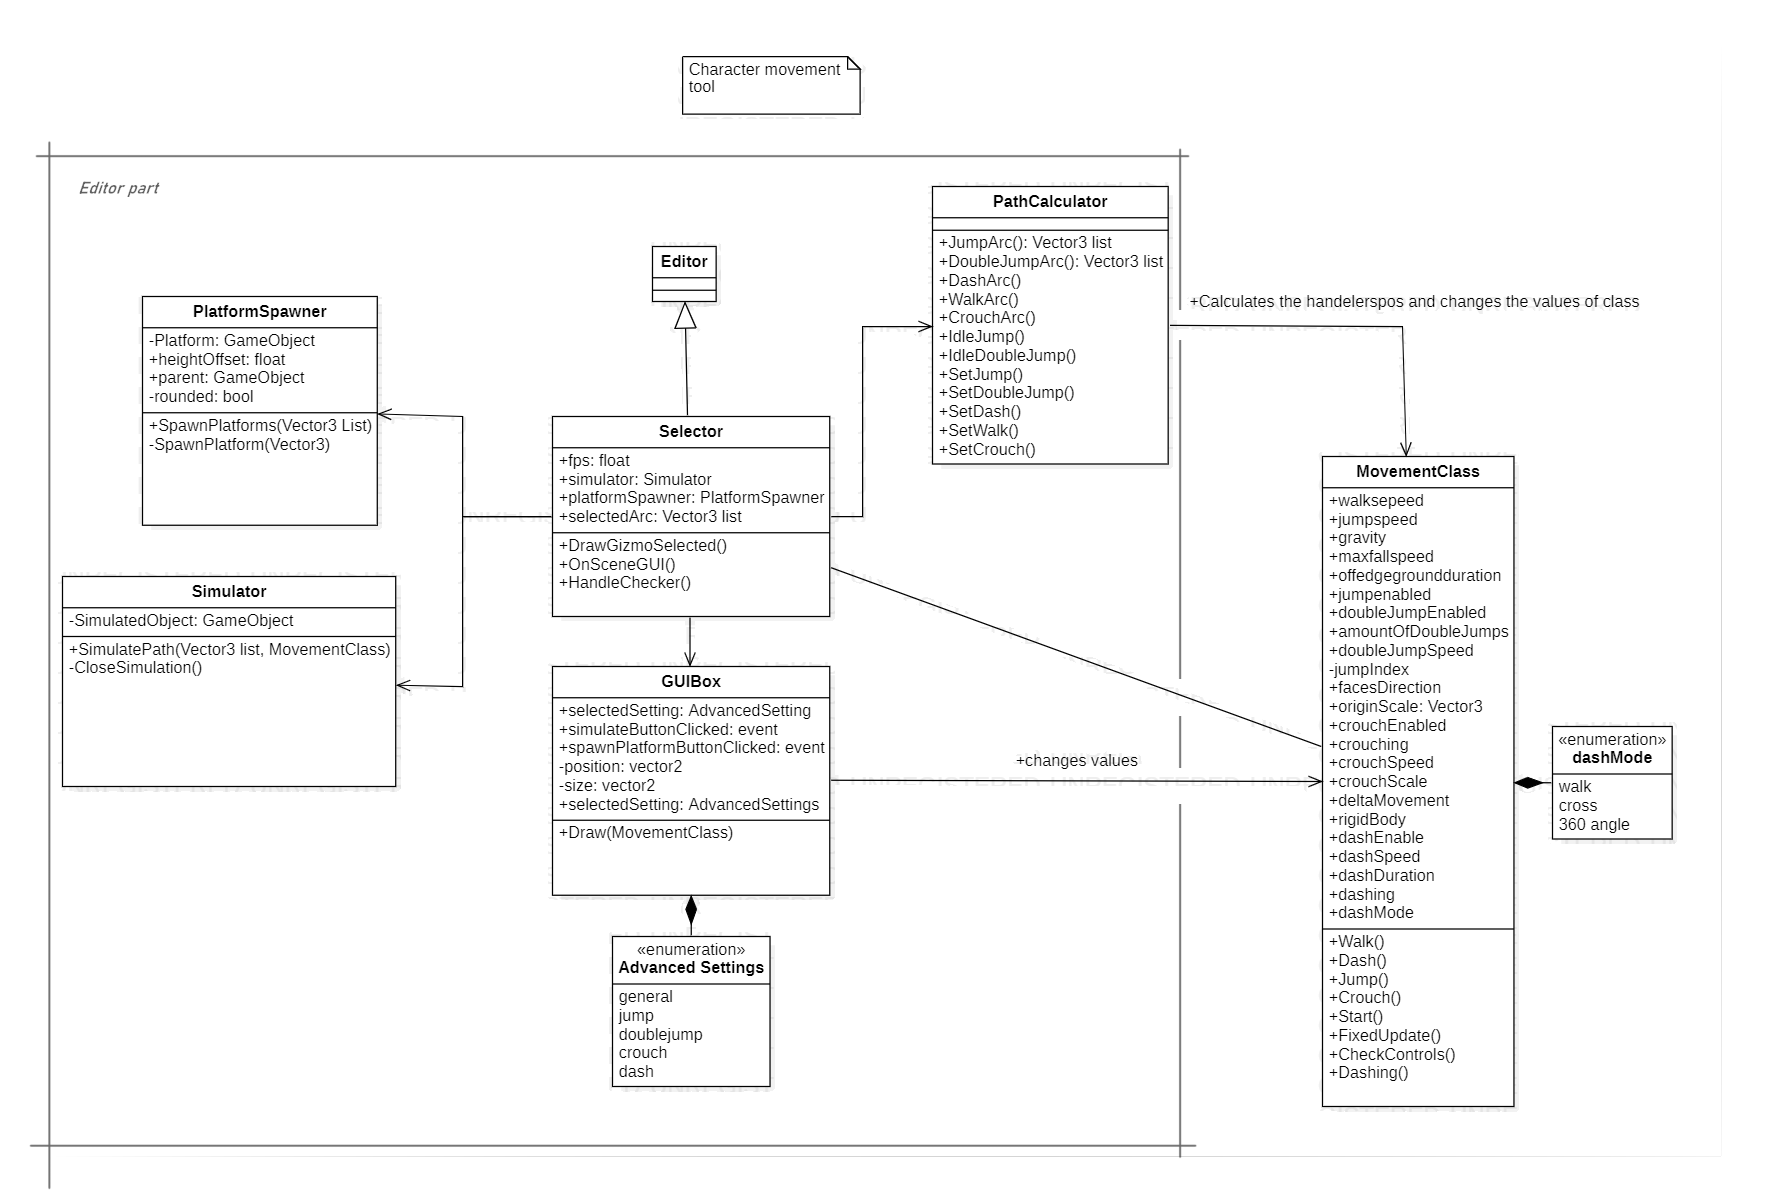 Character movement
tool
Editor part
PathCalculator
+JumpArc(): Vector3 list
+DoubleJumpArc(): Vector3 list
+DashArc()
+WalkArc()
+CrouchArc()
+IdleJump()
+IdleDoubleJump()
+SetJump()
+SetDoubleJump()
+SetDash()
+SetWalk()
+SetCrouch()
+Calculates the handelerspos and changes the values of class
Editor
PlatformSpawner
-Platform: GameObject
+heightOffset: float
+parent: GameObject
-rounded: bool
+SpawnPlatforms(Vector3 List)
-SpawnPlatform(Vector3)
Selector
+fps: float
+simulator: Simulator
+platformSpawner: PlatformSpawner
+selectedArc: Vector3 list
+DrawGizmoSelected()
+OnSceneGUI()
+HandleChecker()
Simulator
-SimulatedObject: GameObject
+SimulatePath(Vector3 list, MovementClass)
-CloseSimulation()
GUIBox
+selectedSetting: AdvancedSetting
+simulateButtonClicked: event
+spawnPlatformButtonClicked: event
-position: vector2
-size: vector2
+selectedSetting: AdvancedSettings
+Draw(MovementClass)
+changes values
«enumeration»
Advanced Settings
general
jump
doublejump
crouch
dash
MovementClass
+walksepeed
+jumpspeed
+gravity
+maxfallspeed
+offedgegroundduration
+jumpenabled
+doubleJumpEnabled
+amountOfDoubleJumps
+doubleJumpSpeed
-jumpIndex
+facesDirection
+originScale: Vector3
+crouchEnabled
+crouching
+crouchSpeed
+crouchScale
+deltaMovement
+rigidBody
+dashEnable
+dashSpeed
+dashDuration
+dashing
+dashMode
+Walk()
+Dash()
+Jump()
+Crouch()
+Start()
+FixedUpdate()
+CheckControls()
+Dashing()
«enumeration»
dashMode
walk
cross
360 angle